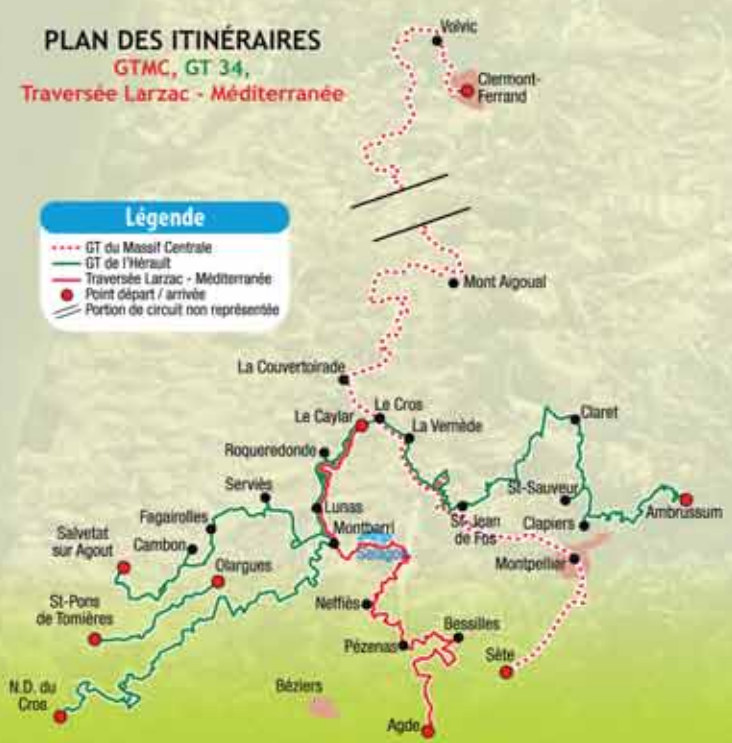 PLAN DES ITINÉRAIRES
GTMC, GT 34,
Traversée Larzac - Méditerranée
Volvic
Clermont-
Ferrand
Légende
GT du Massif Centrale
GT de l'Hérault
Traversée Larzac - Méditerranée
Point départ / arrivée
Portion de circuit non représentée
Mont Aigoual
La Couvertoirade
Le Caylar
Le Cros
La Vernède
Claret
Roqueredonde
Serviès
Lunas
St-Sauveur
Ambrussum
Fagairolles
Montbarri
St-Jean
de Fos
Clapiers
Salvetat
sur Agout
Cambon
Salagou
Montpellier
Olargues
St-Pons
de Tomières
Neffiès
Bessilles
Pézenas
Sète
N.D. du
Cros
Béziers
Agde